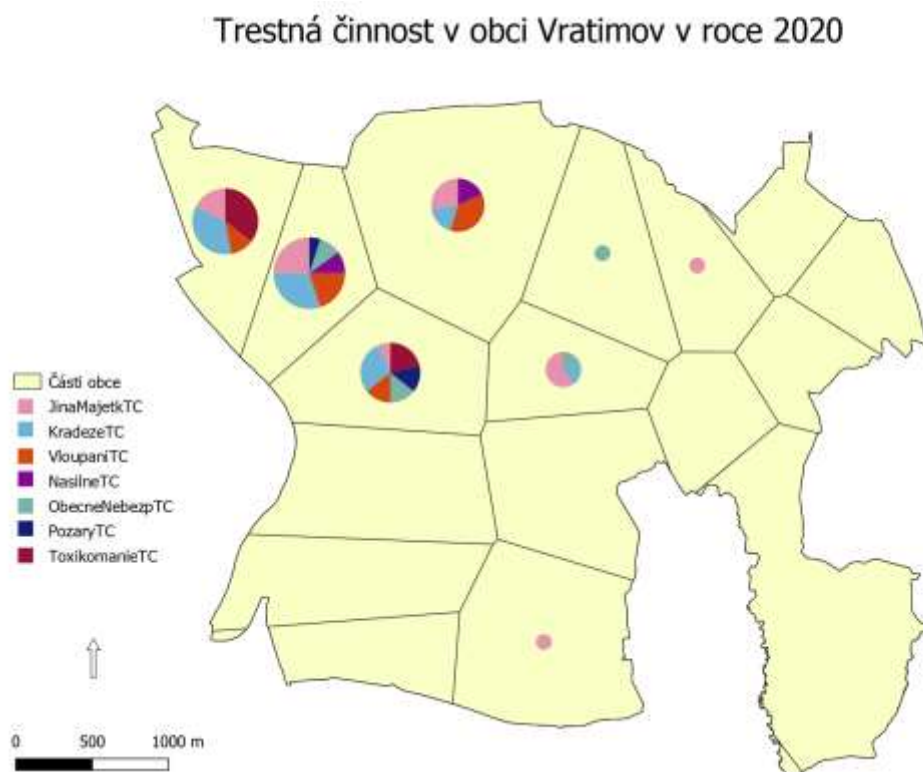 Trestná činnost v obci Vratimov v roce 2020
Části obce
JinaMajetkTC
KradezeTC
VloupaniTC
NasilneTC
ObecneNebezpTC
PozaryTC
ToxikomanieTC
0 500 1000 m